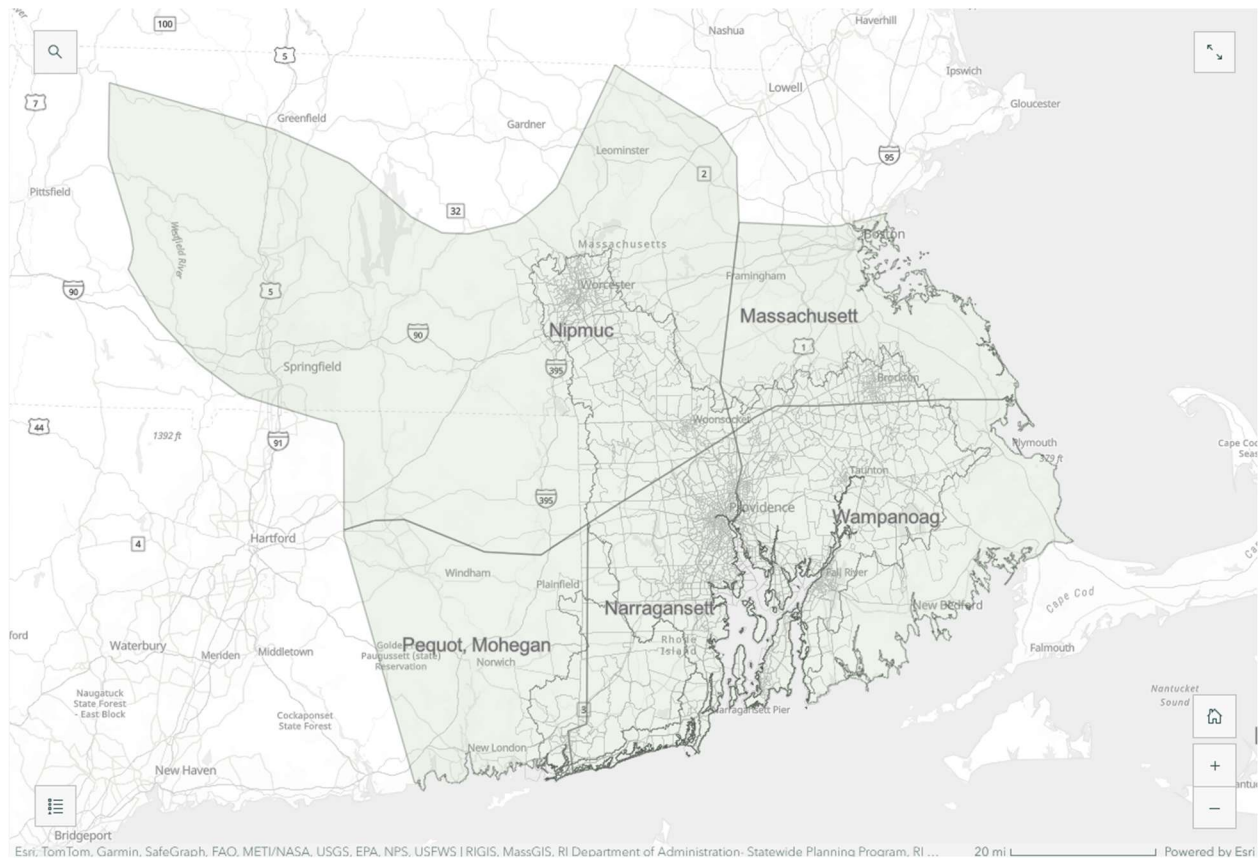 100
Haverhill
Nashua
5
Ipswich
Lowell
7
Gloucester
Greenfield
Gardner
Leominster
95
2
Pittsfield
32
Boston
Westfield River
Massachusetts
Framingham
90
5
Worcester
Massachusett
Nipmuc
90
1
Springfield
395
Brockton
44
Woonsocket
1392 ft
91
Plymouth
379 ft
Taunton
395
Providence
Wampanoag
4
Hartford
Windham
Fall River
Plainfield
Cape Cod
Narragansett
New Bedford
ford
Waterbury
Meriden
Middletown
Pequot, Mohegan
Paugussett (state)
Reservation
Norwich
Rhode
Island
Falmouth
Naugatuck
State Forest
- East Block
Nantucket
Sound
Cockaponset
State Forest
3
Narragansett Pier
New London
New Haven
Bridgeport
Esri, TomTom, Garmin, SafeGraph, FAO, METI/NASA, USGS, EPA, NPS, USFWS | RIGIS, MassGIS, RI Department of Administration- Statewide Planning Program, RI ...
20 mi
Powered by Esri